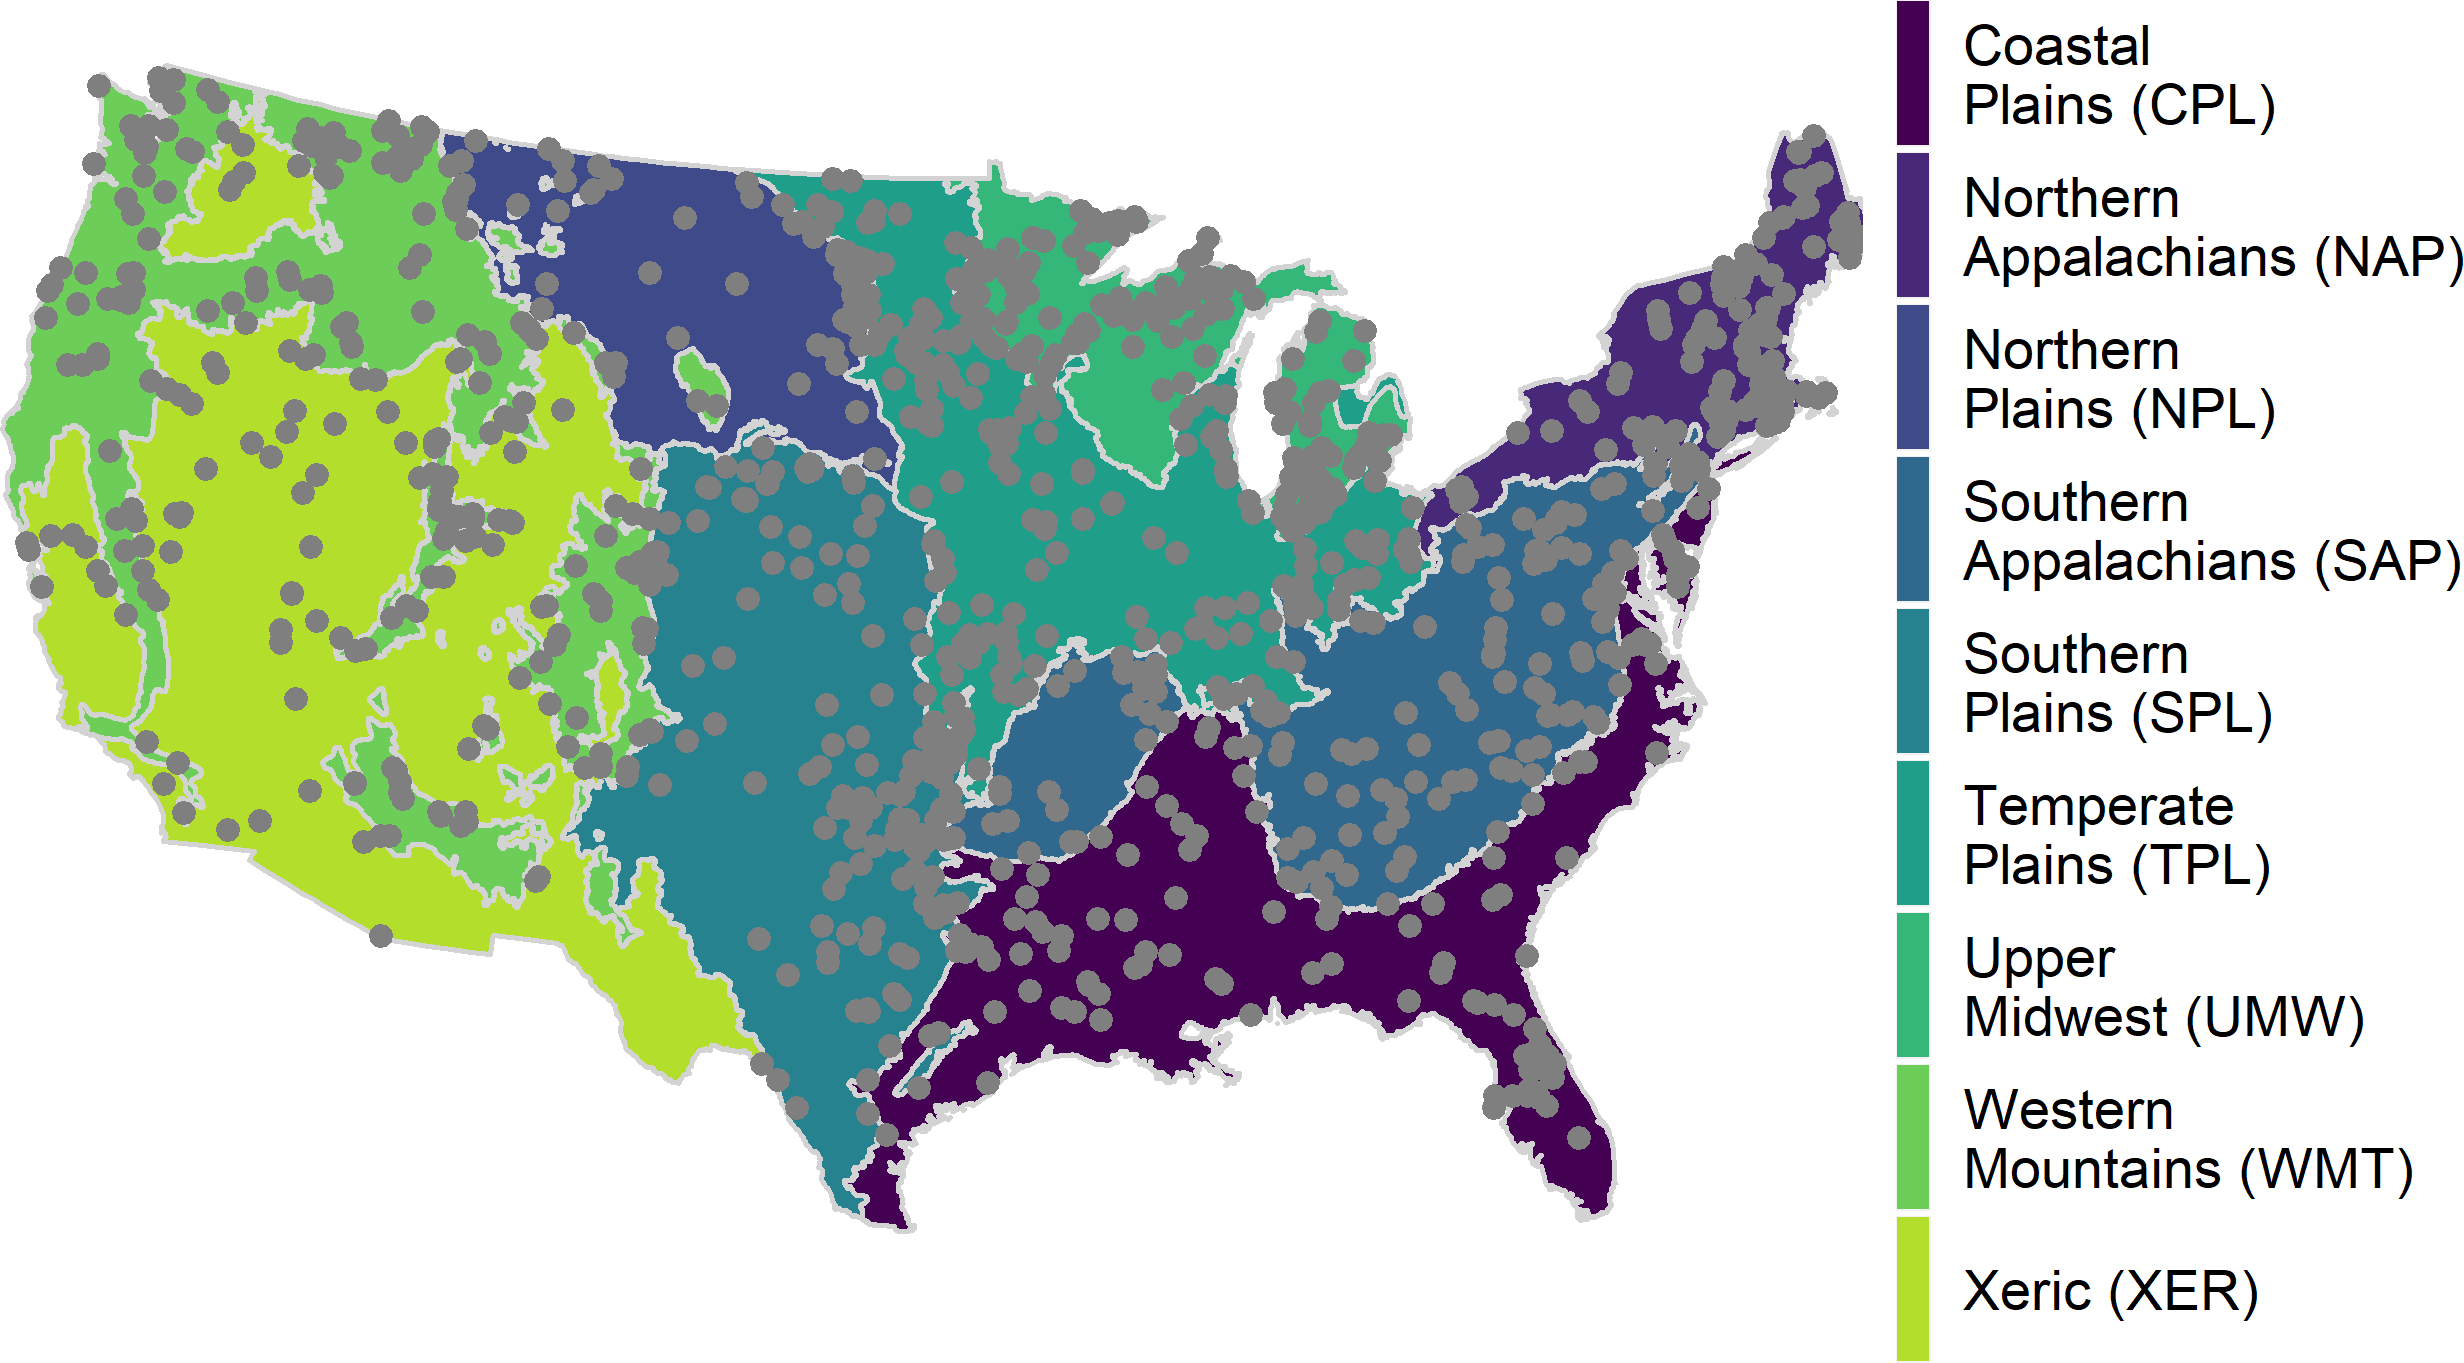 Coastal
Plains (CPL)
Northern
Appalachians (NAP)
Northern
Plains (NPL)
Southern
Appalachians (SAP)
Southern
Plains (SPL)
Temperate
Plains (TPL)
Upper
Midwest (UMW)
Western
Mountains (WMT)
Xeric (XER)